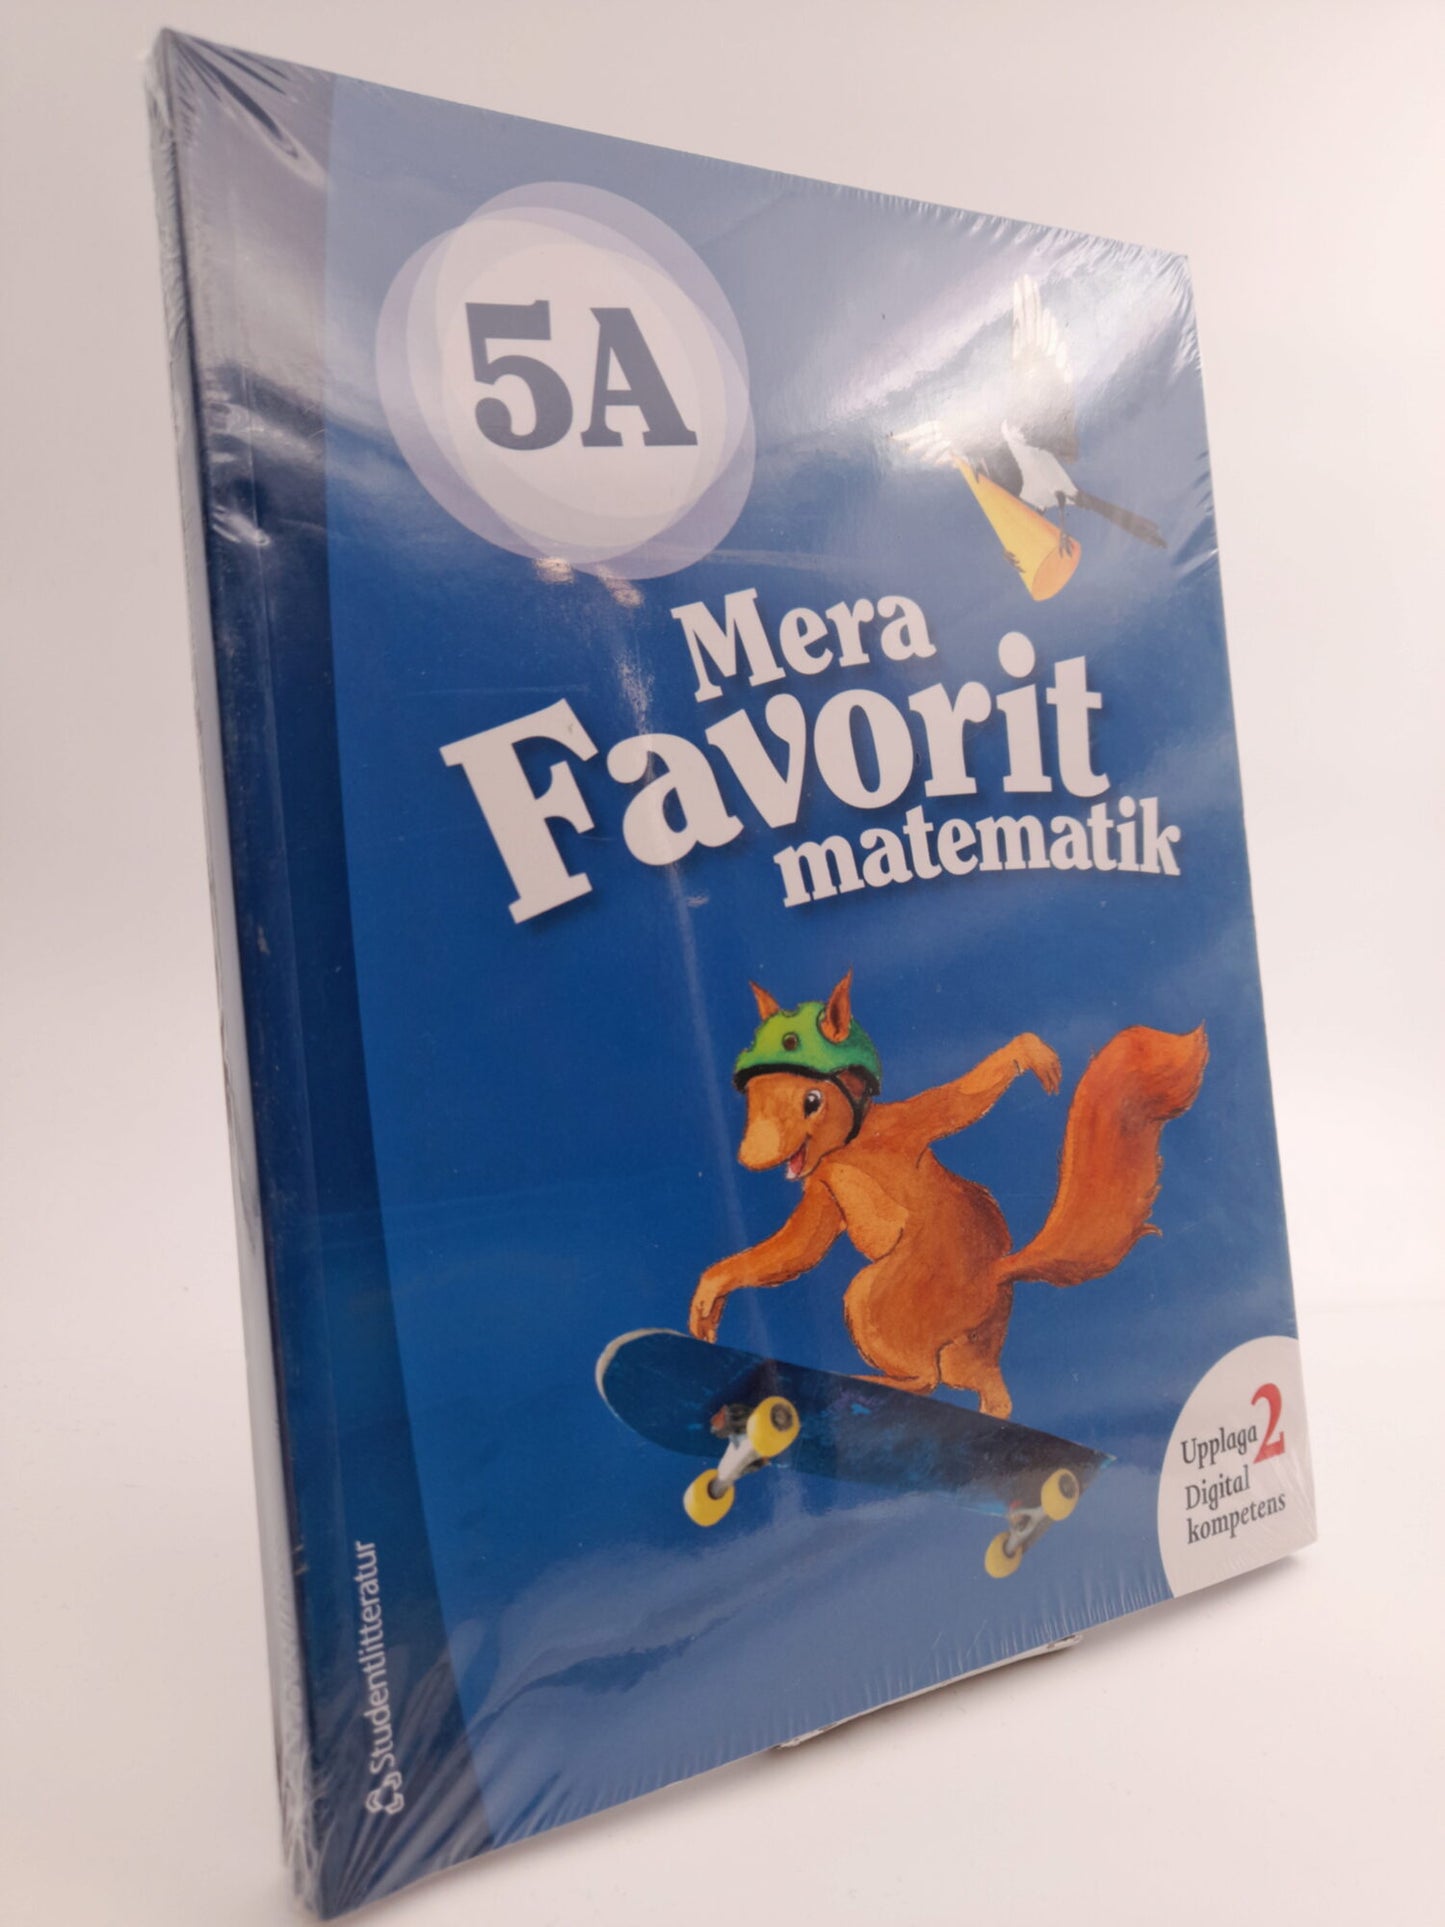 5A
Mera
Favorit
matematik
Upplaga 2
Digital
kompetens
Studentlitteratur